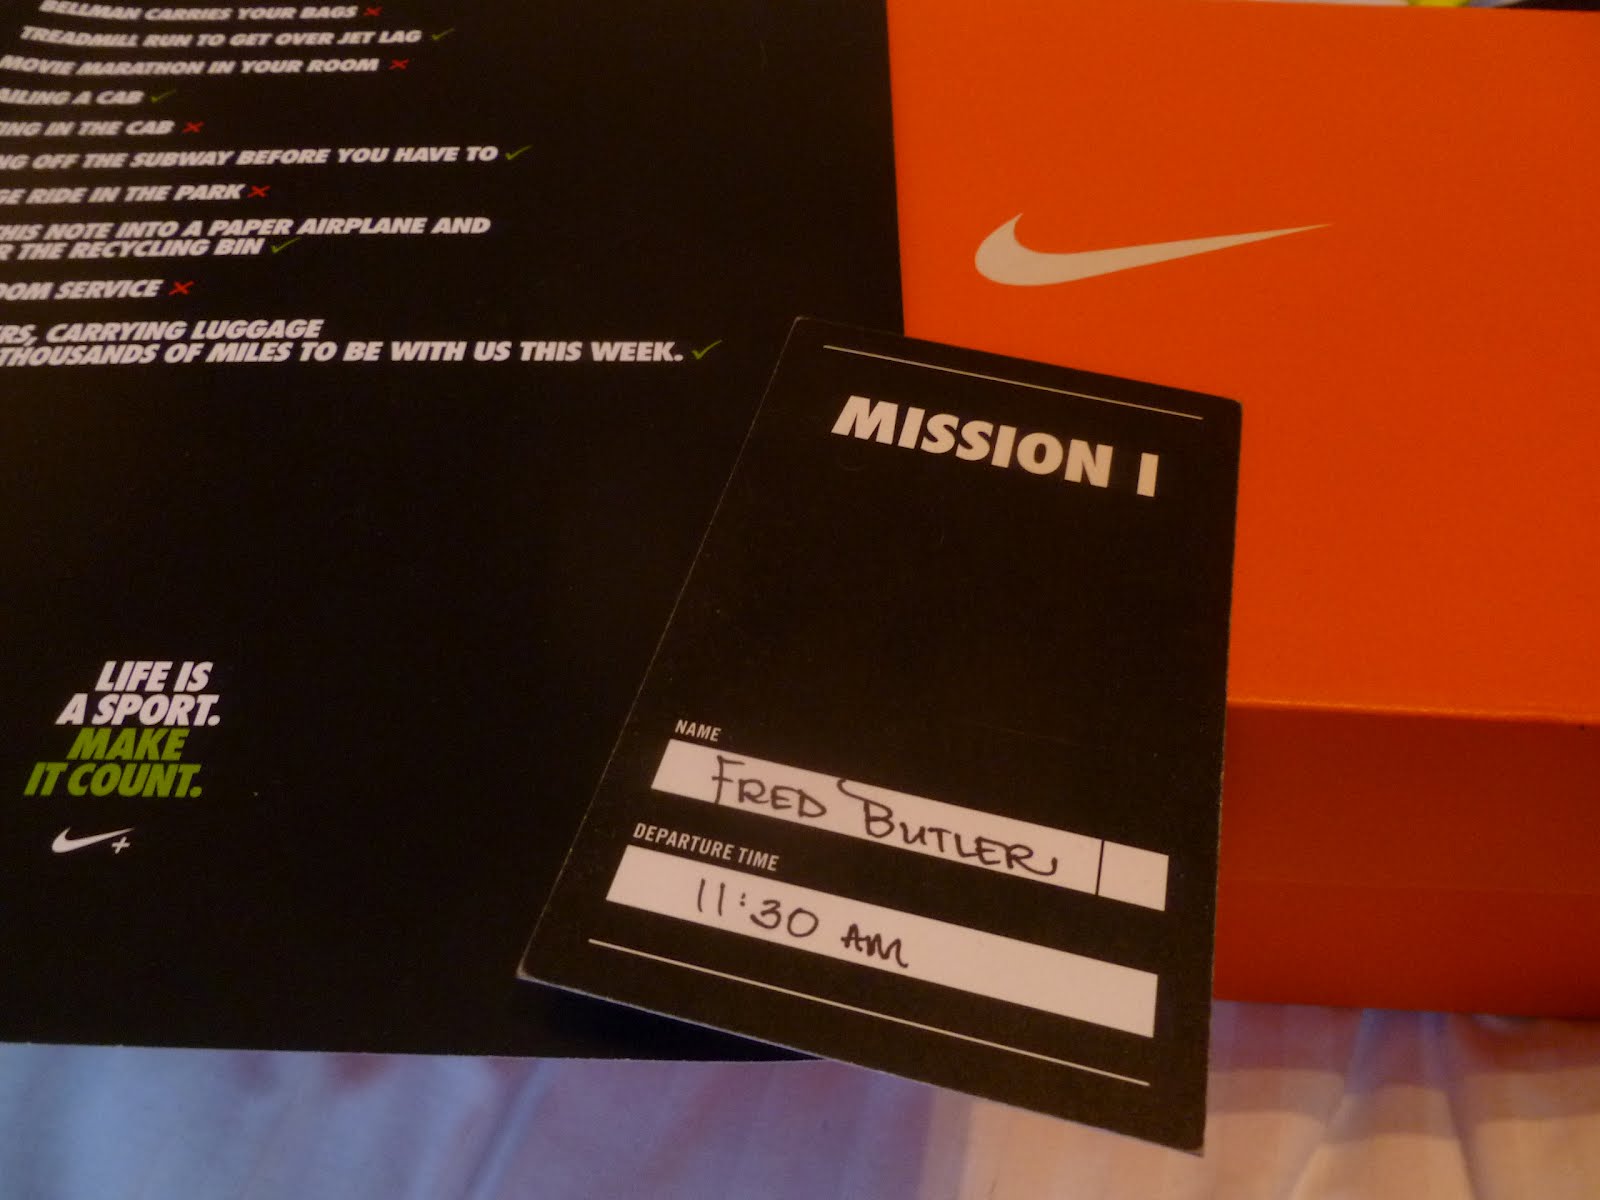 BELLMAN CARRIES YOUR BAGS ✗
TREADMILL RUN TO GET OVER JET LAG ✓
MOVIE MARATHON IN YOUR ROOM ✗
AILING A CAB ✓
ING IN THE CAB ✗
NG OFF THE SUBWAY BEFORE YOU HAVE TO ✓
GE RIDE IN THE PARK ✗
THIS NOTE INTO A PAPER AIRPLANE AND
R THE RECYCLING BIN ✓
OOM SERVICE ✗
RS, CARRYING LUGGAGE
THOUSANDS OF MILES TO BE WITH US THIS WEEK. ✓
LIFE IS
A SPORT.
MAKE
IT COUNT.
+
MISSION I
NAME
FRED BUTLER
DEPARTURE TIME
11:30 AM